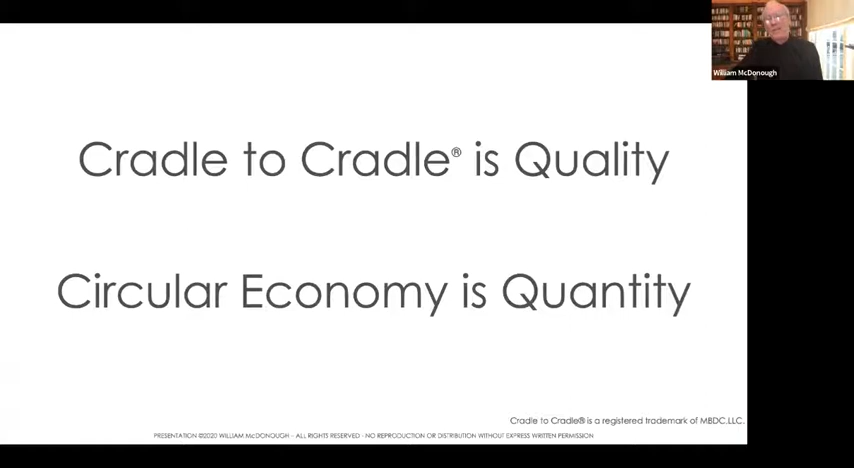 William McDonough
Cradle to Cradle® is Quality
Circular Economy is Quantity
Cradle to Cradle® is a registered trademark of MBDC,LLC.
PRESENTATION ©2020 WILLIAM McDONOUGH - ALL RIGHTS RESERVED - NO REPRODUCTION OR DISTRIBUTION WITHOUT EXPRESS WRITTEN PERMISSION